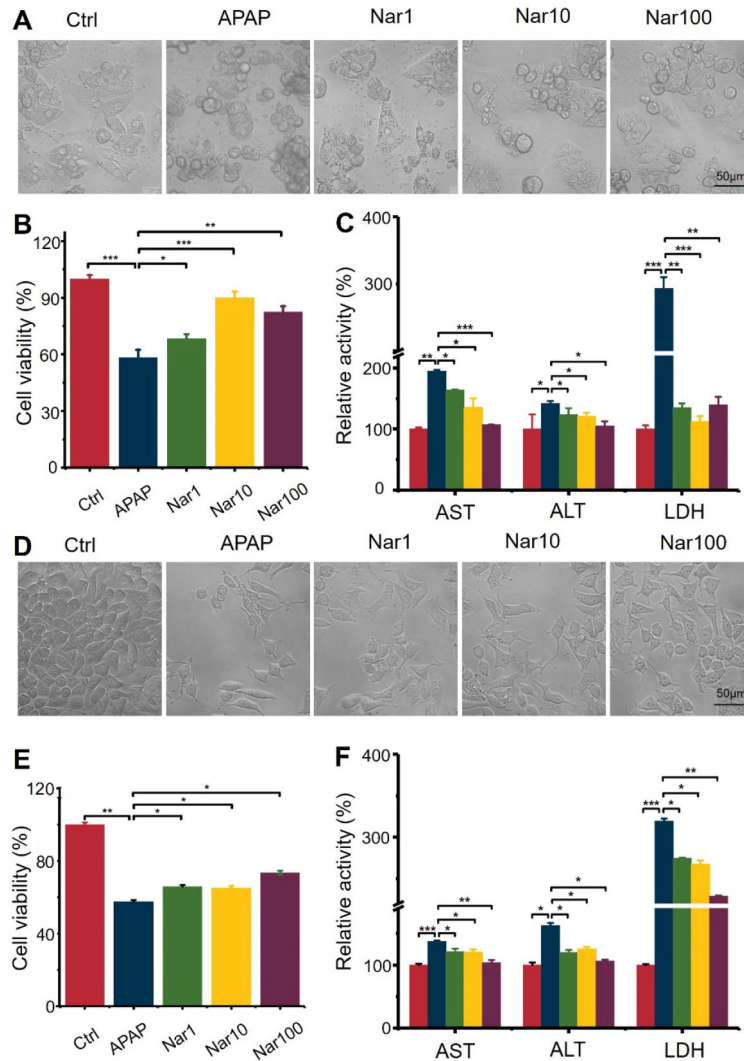 A
Ctrl APAP Nar1 Nar10 Nar100
50μm
B
Cell viability (%)
120
90
60
30
0
*** * *** **
Ctrl APAP Nar1 Nar10 Nar100
C
Relative activity (%)
400
300
200
100
0
** * * ***
* * * *
*** ** *** **
AST ALT LDH
D
Ctrl APAP Nar1 Nar10 Nar100
50μm
E
Cell viability (%)
120
80
40
0
** * * *
Ctrl APAP Nar1 Nar10 Nar100
F
Relative activity (%)
400
300
100
0
*** * * **
* * * *
*** * * **
AST ALT LDH